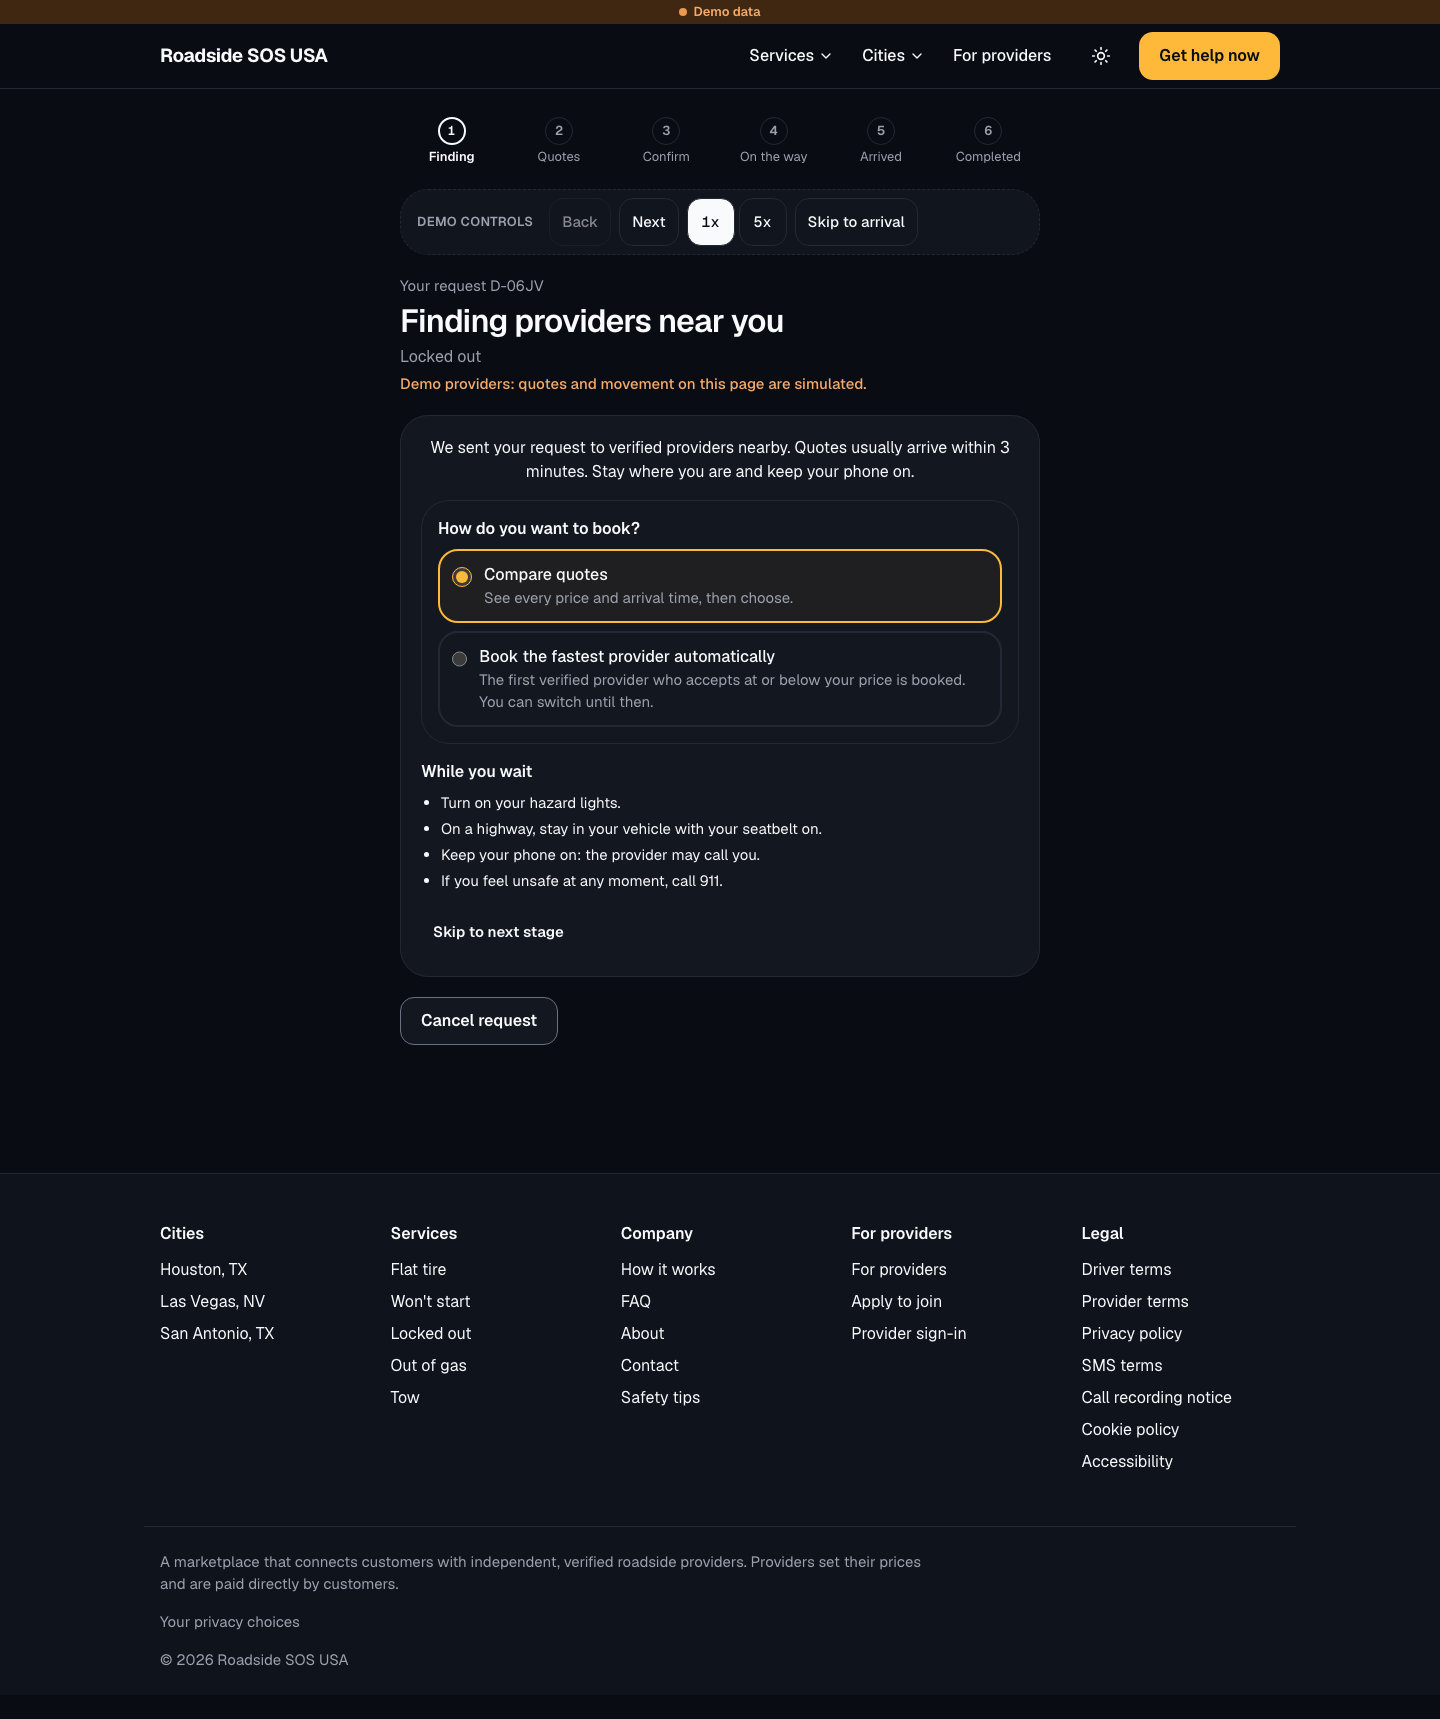 Demo data
Roadside SOS USA
Services
Cities
For providers
Get help now
1
2
3
4
5
6
Finding
Quotes
Confirm
On the way
Arrived
Completed
DEMO CONTROLS
Back
Next
1x
5x
Skip to arrival
Your request D-06JV
Finding providers near you
Locked out
Demo providers: quotes and movement on this page are simulated.
We sent your request to verified providers nearby. Quotes usually arrive within 3
minutes. Stay where you are and keep your phone on.
How do you want to book?
Compare quotes
See every price and arrival time, then choose.
Book the fastest provider automatically
The first verified provider who accepts at or below your price is booked.
You can switch until then.
While you wait
Turn on your hazard lights.
On a highway, stay in your vehicle with your seatbelt on.
Keep your phone on: the provider may call you.
If you feel unsafe at any moment, call 911.
Skip to next stage
Cancel request
Cities
Houston, TX
Las Vegas, NV
San Antonio, TX
Services
Flat tire
Won't start
Locked out
Out of gas
Tow
Company
How it works
FAQ
About
Contact
Safety tips
For providers
For providers
Apply to join
Provider sign-in
Legal
Driver terms
Provider terms
Privacy policy
SMS terms
Call recording notice
Cookie policy
Accessibility
A marketplace that connects customers with independent, verified roadside providers. Providers set their prices
and are paid directly by customers.
Your privacy choices
© 2026 Roadside SOS USA